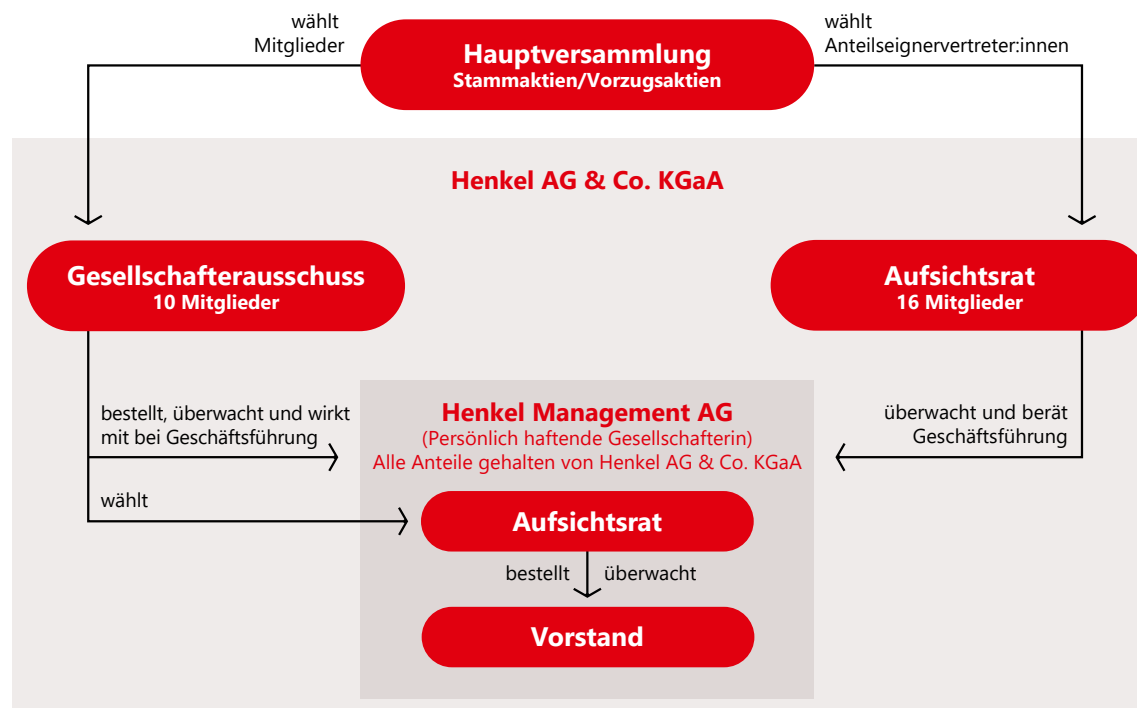 wählt
Mitglieder
Hauptversammlung
Stammaktien/Vorzugsaktien
wählt
Anteilseignervertreter:innen
Henkel AG & Co. KGaA
Gesellschafterausschuss
10 Mitglieder
Aufsichtsrat
16 Mitglieder
bestellt, überwacht und wirkt
mit bei Geschäftsführung
Henkel Management AG
(Persönlich haftende Gesellschafterin)
Alle Anteile gehalten von Henkel AG & Co. KGaA
überwacht und berät
Geschäftsführung
wählt
Aufsichtsrat
bestellt
überwacht
Vorstand